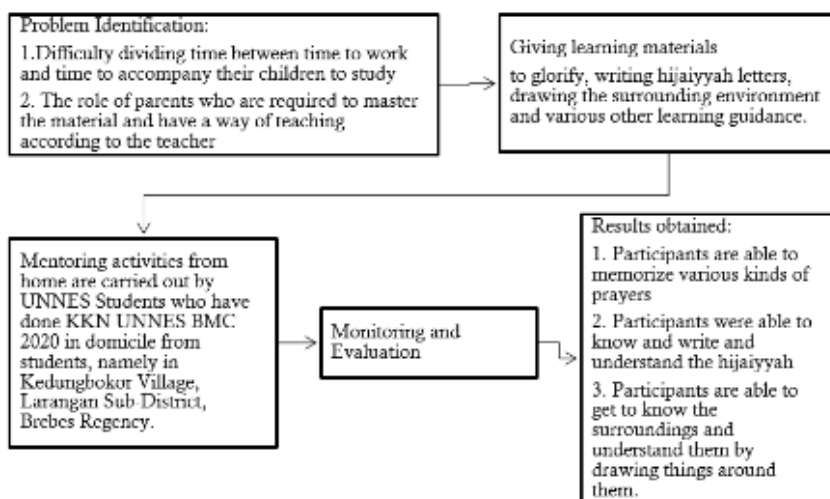 Problem Identification:
1.Difficulty dividing time between time to work
and time to accompany their children to study
2. The role of parents who are required to master
the material and have a way of teaching
according to the teacher
Giving learning materials
to glorify, writing hijaiyyah letters,
drawing the surrounding environment
and various other learning guidance.
Mentoring activities from
home are carried out by
UNNES Students who have
done KKN UNNES BMC
2020 in domicile from
students, namely in
Kedungbokor Village,
Larangan Sub-District,
Brebes Regency.
Monitoring and
Evaluation
Results obtained:
1. Participants are able to
memorize various kinds of
prayers
2. Participants were able to
know and write and
understand the hijaiyyah
3. Participants are able to
get to know the
surroundings and
understand them by
drawing things around
them.